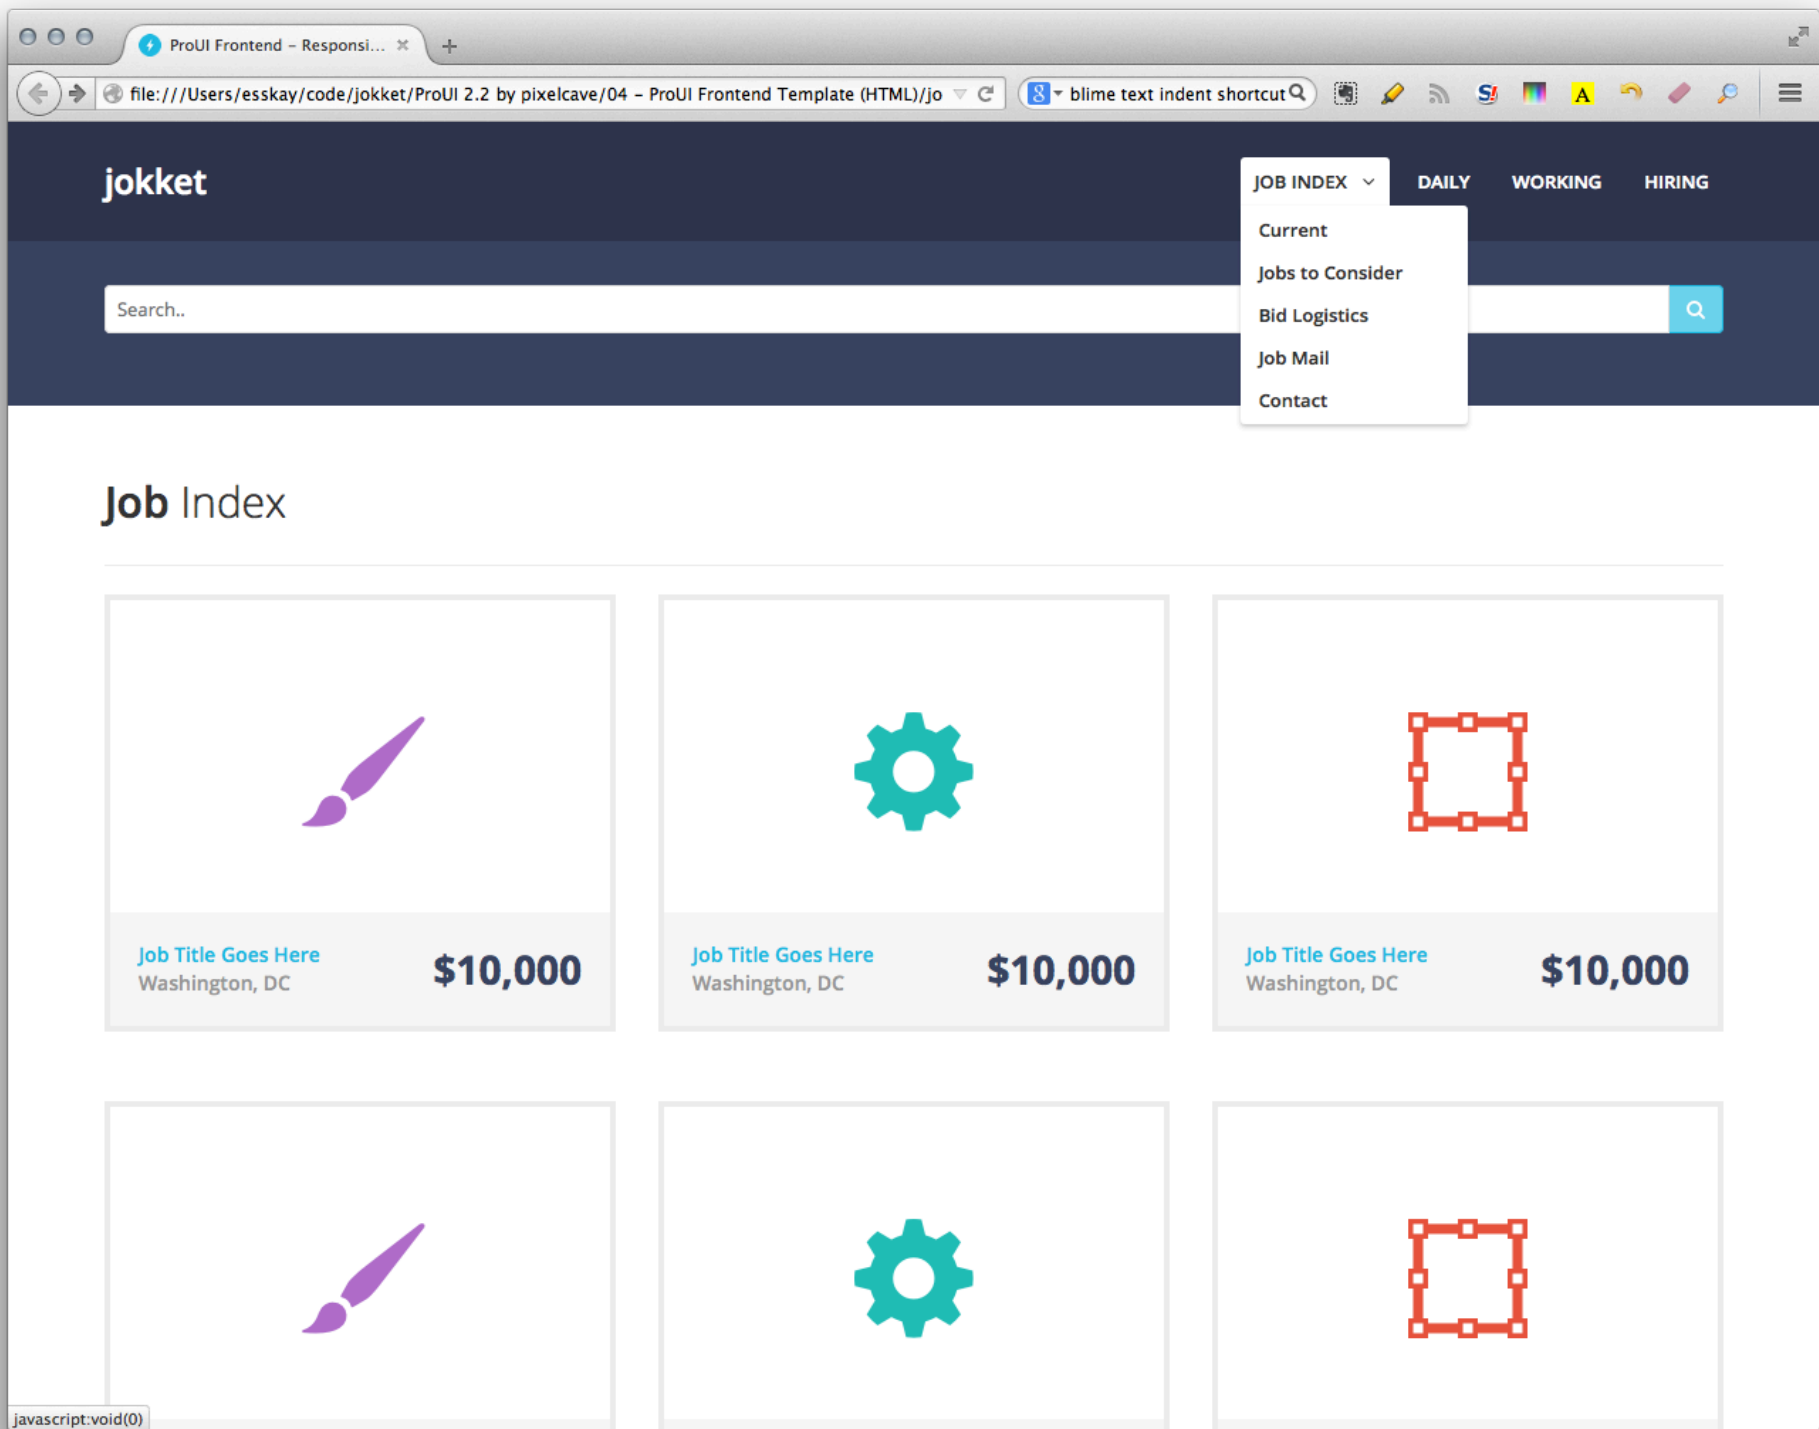 ProUI Frontend – Responsi...
file:///Users/esskay/code/jokket/ProUI 2.2 by pixelcave/04 – ProUI Frontend Template (HTML)/jo
8 blime text indent shortcut
S!
A
jokket
JOB INDEX DAILY WORKING HIRING
Current
Jobs to Consider
Bid Logistics
Job Mail
Contact
Search..
Job Index
Job Title Goes Here
Washington, DC
$10,000
Job Title Goes Here
Washington, DC
$10,000
Job Title Goes Here
Washington, DC
$10,000
javascript:void(0)